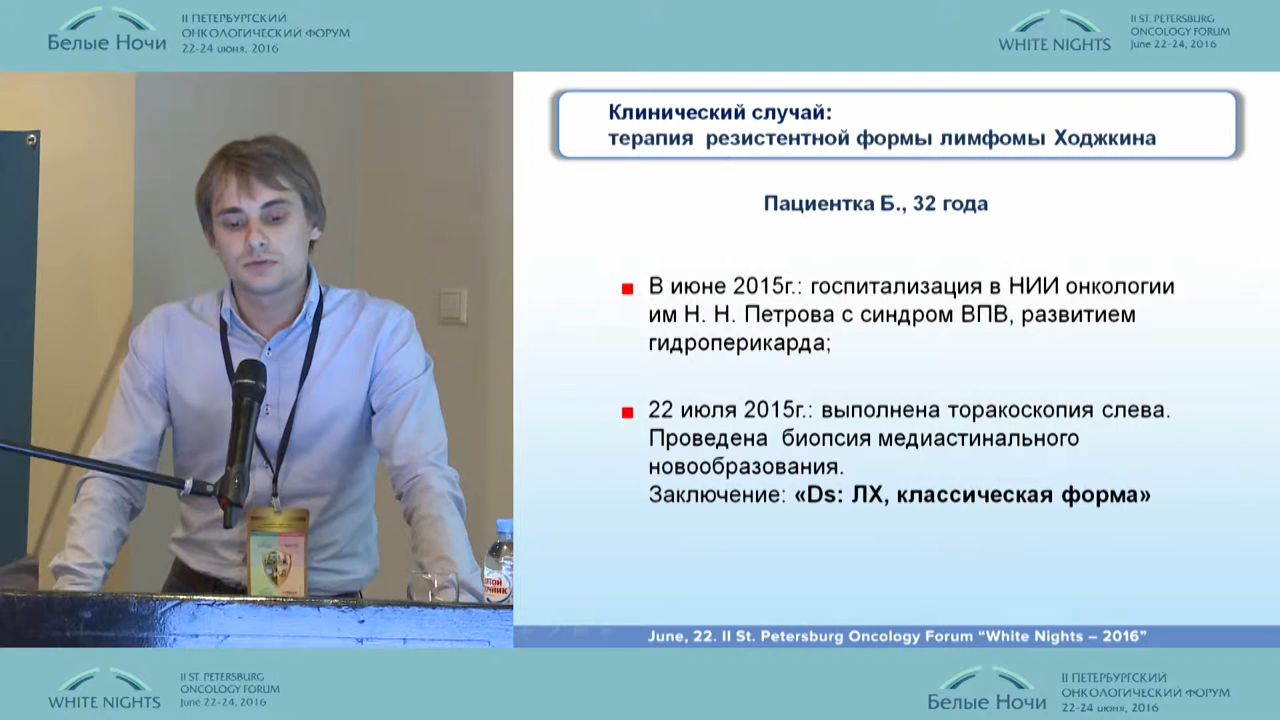 Белые Ночи
II ПЕТЕРБУРГСКИЙ
ОНКОЛОГИЧЕСКИЙ ФОРУМ
22-24 июня, 2016
WHITE NIGHTS
II ST. PETERSBURG
ONCOLOGY FORUM
June 22-24, 2016
Клинический случай:
терапия резистентной формы лимфомы Ходжкина
Пациентка Б., 32 года
В июне 2015г.: госпитализация в НИИ онкологии
им Н. Н. Петрова с синдром ВПВ, развитием
гидроперикарда;
22 июля 2015г.: выполнена торакоскопия слева.
Проведена биопсия медиастинального
новообразования.
Заключение: «Ds: ЛХ, классическая форма»
June, 22. II St. Petersburg Oncology Forum “White Nights – 2016”
WHITE NIGHTS
II ST. PETERSBURG
ONCOLOGY FORUM
June 22-24, 2016
Белые Ночи
II ПЕТЕРБУРГСКИЙ
ОНКОЛОГИЧЕСКИЙ ФОРУМ
22-24 июня, 2016